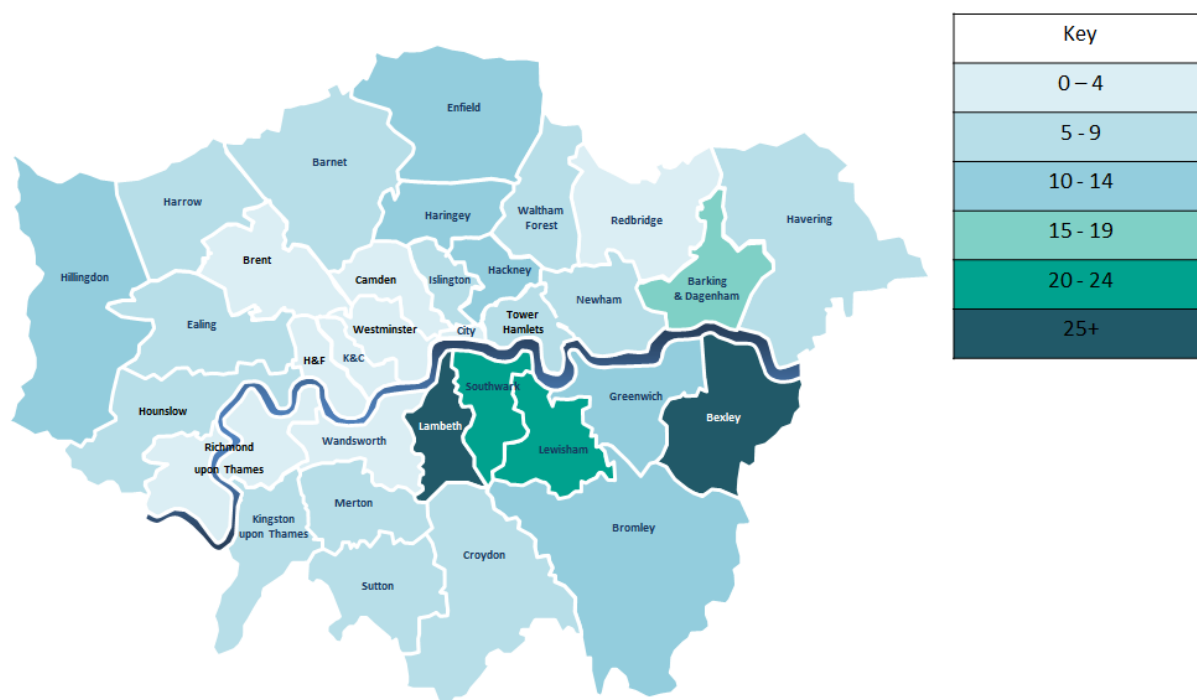 Key
0 – 4
5 - 9
10 - 14
15 - 19
20 - 24
25+
Enfield
Barnet
Harrow
Haringey
Waltham
Forest
Redbridge
Havering
Hillingdon
Brent
Camden
Islington
Hackney
Barking
& Dagenham
Newham
Ealing
Westminster
City
Tower
Hamlets
H&F
K&C
Hounslow
Southwark
Greenwich
Bexley
Lambeth
Lewisham
Richmond
upon Thames
Wandsworth
Merton
Kingston
upon Thames
Bromley
Croydon
Sutton